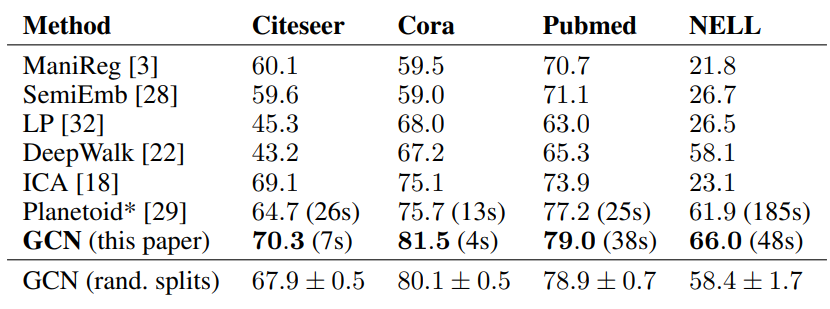 Method Citeseer Cora Pubmed NELL
ManiReg [3] 60.1 59.5 70.7 21.8
SemiEmb [28] 59.6 59.0 71.1 26.7
LP [32] 45.3 68.0 63.0 26.5
DeepWalk [22] 43.2 67.2 65.3 58.1
ICA [18] 69.1 75.1 73.9 23.1
Planetoid* [29] 64.7 (26s) 75.7 (13s) 77.2 (25s) 61.9 (185s)
GCN (this paper) 70.3 (7s) 81.5 (4s) 79.0 (38s) 66.0 (48s)
GCN (rand. splits) 67.9 ± 0.5 80.1 ± 0.5 78.9 ± 0.7 58.4 ± 1.7